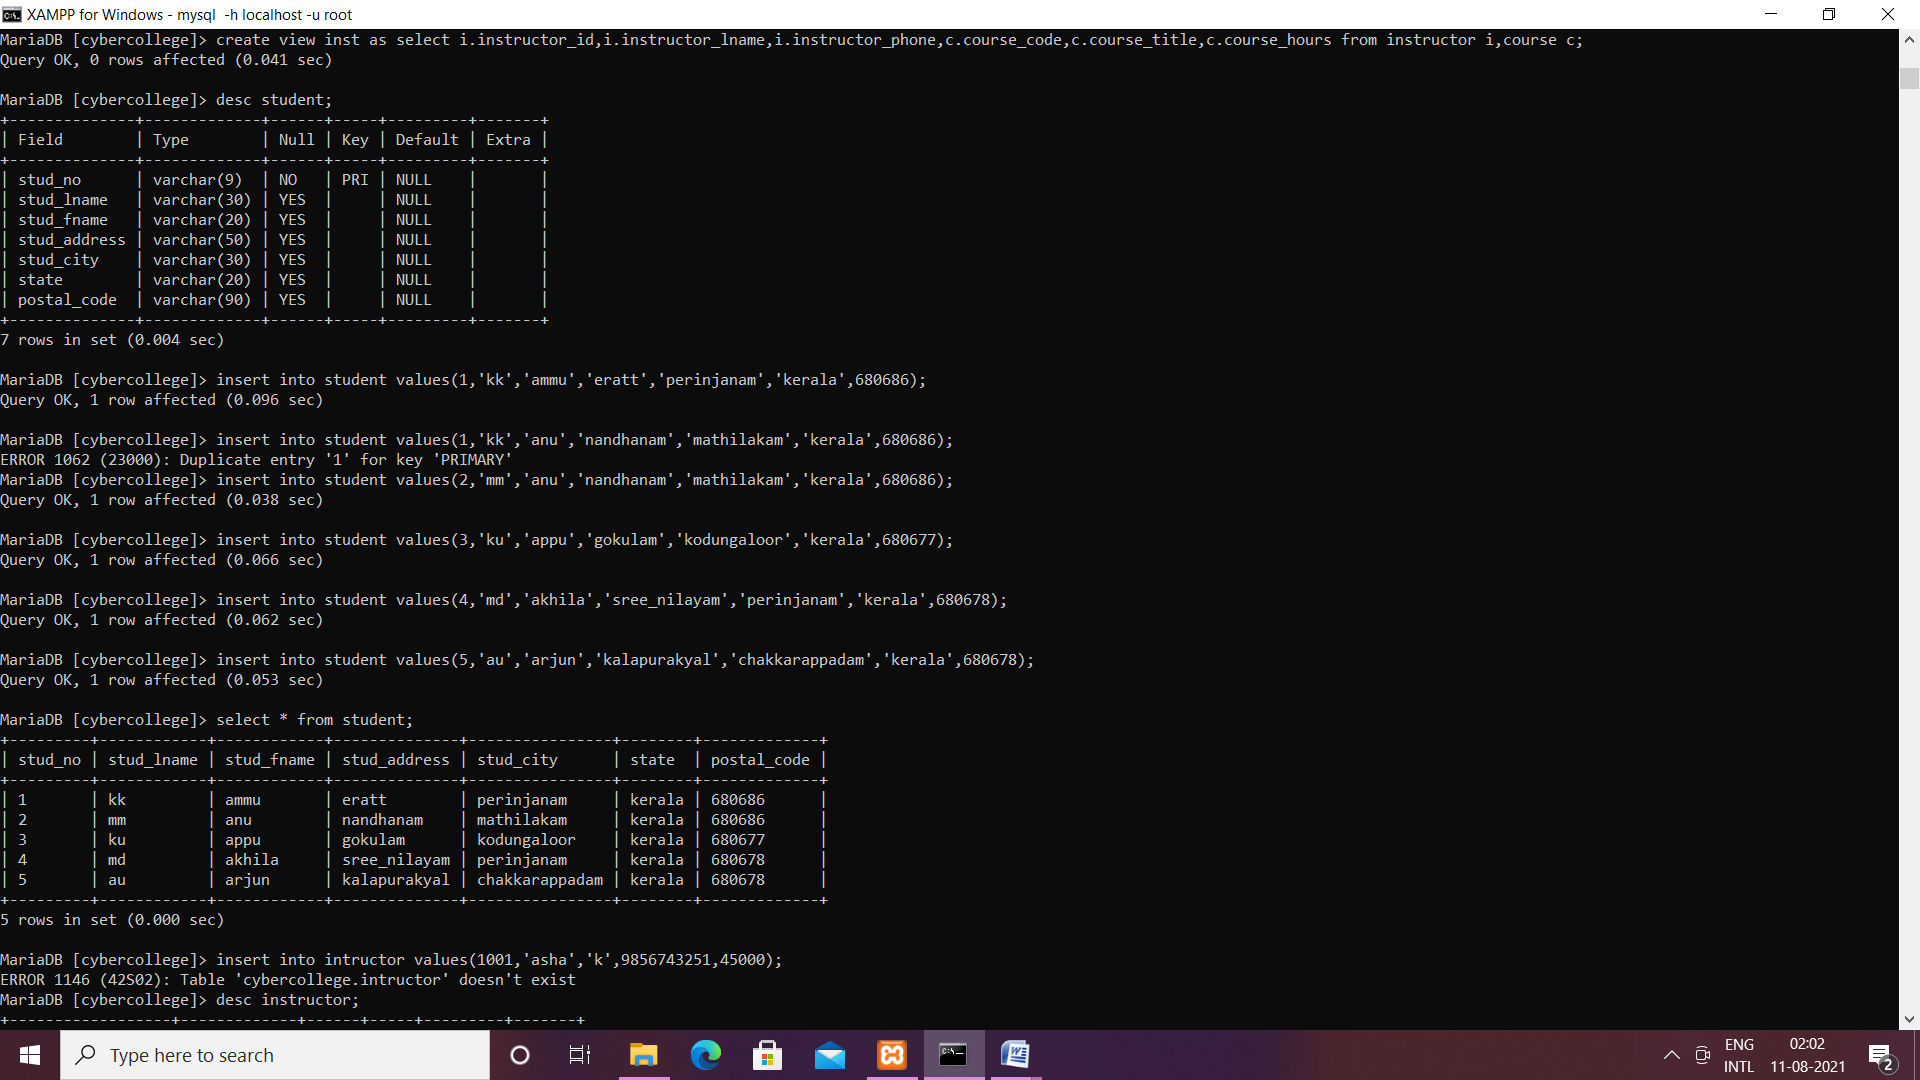 XAMPP for Windows - mysql  -h localhost -u root
MariaDB [cybercollege]> create view inst as select i.instructor_id,i.instructor_lname,i.instructor_phone,c.course_code,c.course_title,c.course_hours from instructor i,course c;
Query OK, 0 rows affected (0.041 sec)

MariaDB [cybercollege]> desc student;
+--------------+-------------+------+-----+---------+-------+
| Field        | Type        | Null | Key | Default | Extra |
+--------------+-------------+------+-----+---------+-------+
| stud_no      | varchar(9)  | NO   | PRI | NULL    |       |
| stud_lname   | varchar(30) | YES  |     | NULL    |       |
| stud_fname   | varchar(20) | YES  |     | NULL    |       |
| stud_address | varchar(50) | YES  |     | NULL    |       |
| stud_city    | varchar(30) | YES  |     | NULL    |       |
| state        | varchar(20) | YES  |     | NULL    |       |
| postal_code  | varchar(90) | YES  |     | NULL    |       |
+--------------+-------------+------+-----+---------+-------+
7 rows in set (0.004 sec)

MariaDB [cybercollege]> insert into student values(1,'kk','ammu','eratt','perinjanam','kerala',680686);
Query OK, 1 row affected (0.096 sec)

MariaDB [cybercollege]> insert into student values(1,'kk','anu','nandhanam','mathilakam','kerala',680686);
ERROR 1062 (23000): Duplicate entry '1' for key 'PRIMARY'
MariaDB [cybercollege]> insert into student values(2,'mm','anu','nandhanam','mathilakam','kerala',680686);
Query OK, 1 row affected (0.038 sec)

MariaDB [cybercollege]> insert into student values(3,'ku','appu','gokulam','kodungaloor','kerala',680677);
Query OK, 1 row affected (0.066 sec)

MariaDB [cybercollege]> insert into student values(4,'md','akhila','sree_nilayam','perinjanam','kerala',680678);
Query OK, 1 row affected (0.062 sec)

MariaDB [cybercollege]> insert into student values(5,'au','arjun','kalapurakyal','chakkarappadam','kerala',680678);
Query OK, 1 row affected (0.053 sec)

MariaDB [cybercollege]> select * from student;
+---------+------------+------------+--------------+----------------+--------+-------------+
| stud_no | stud_lname | stud_fname | stud_address | stud_city      | state  | postal_code |
+---------+------------+------------+--------------+----------------+--------+-------------+
| 1       | kk         | ammu       | eratt        | perinjanam     | kerala | 680686      |
| 2       | mm         | anu        | nandhanam    | mathilakam     | kerala | 680686      |
| 3       | ku         | appu       | gokulam      | kodungaloor    | kerala | 680677      |
| 4       | md         | akhila     | sree_nilayam | perinjanam     | kerala | 680678      |
| 5       | au         | arjun      | kalapurakyal | chakkarappadam | kerala | 680678      |
+---------+------------+------------+--------------+----------------+--------+-------------+
5 rows in set (0.000 sec)

MariaDB [cybercollege]> insert into intructor values(1001,'asha','k',9856743251,45000);
ERROR 1146 (42S02): Table 'cybercollege.intructor' doesn't exist
MariaDB [cybercollege]> desc instructor;
+------------------+-------------+------+-----+---------+-------+
Type here to search
ENG
INTL
02:02
11-08-2021
2